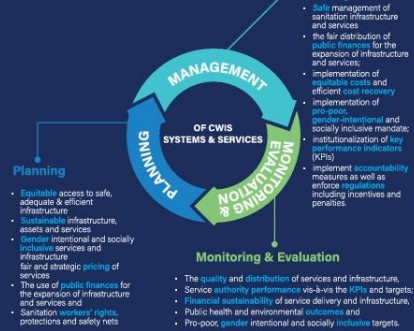 • Safe management of
sanitation infrastructure
and services
• the fair distribution of
public finances for the
expansion of infrastructure
and services;
• implementation of
equitable costs and
efficient cost recovery
• implementation of
pro-poor,
gender-intentional and
socially inclusive mandate;
• institutionalization of key
performance indicators
(KPIs)
• implement accountability
measures as well as
enforce regulations
including incentives and
penalties.
MANAGEMENT
MONITORING &
EVALUATION
PLANNING
OF CWIS
SYSTEMS & SERVICES
Planning
• Equitable access to safe,
adequate & efficient
infrastructure
• Sustainable infrastructure,
assets and services
• Gender intentional and socially
inclusive services and
infrastructure
fair and strategic pricing of
services
• The use of public finances for
the expansion of infrastructure
and services and
• Sanitation workers' rights,
protections and safety nets
Monitoring & Evaluation
• The quality and distribution of services and infrastructure,
• Service authority performance vis-à-vis the KPIs and targets;
• Financial sustainability of service delivery and infrastructure,
• Public health and environmental outcomes and
• Pro-poor, gender intentional and socially inclusive targets.